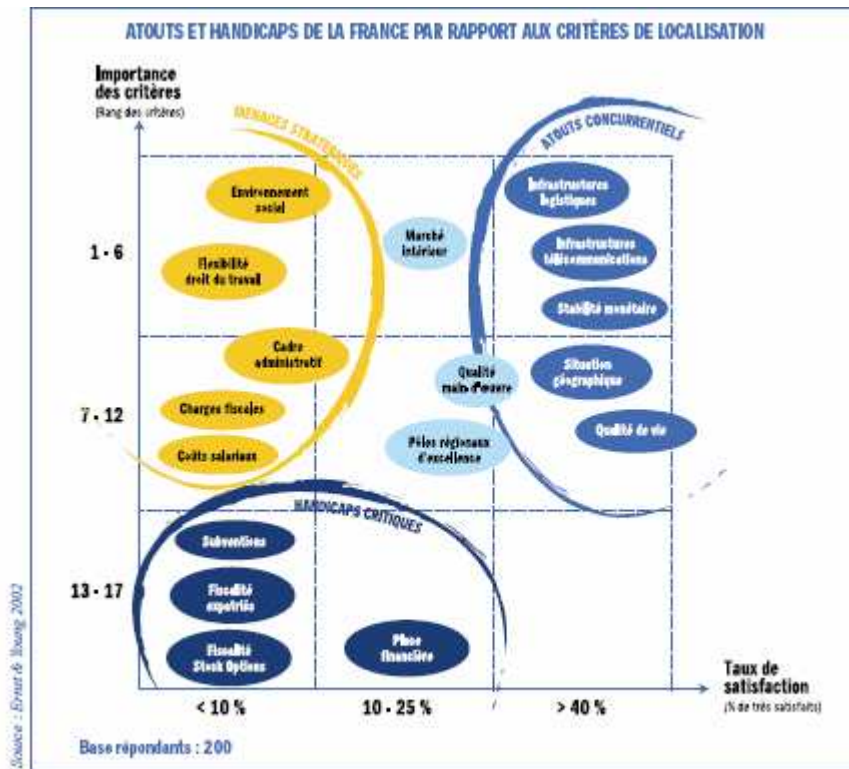 ATOUTS ET HANDICAPS DE LA FRANCE PAR RAPPORT AUX CRITÈRES DE LOCALISATION
Importance
des critères
(Rang des critères)
MENACES STRATÉGIQUES
ATOUTS CONCURRENTIELS
Environnement
social
Infrastructures
logistiques
Marché
intérieur
1 - 6
Infrastructures
télécommunications
Flexibilité
droit du travail
Stabilité monétaire
Cadre
administratif
Situation
géographique
Qualité
main-d'œuvre
7 - 12
Charges fiscales
Qualité de vie
Coûts salariaux
Pôles régionaux
d'excellence
HANDICAPS CRITIQUES
Subventions
13 - 17
Fiscalité
expatriés
Fiscalité
Stock Options
Place
financière
Taux de
satisfaction
(% de très satisfaits)
< 10 %
10 - 25 %
> 40 %
Base répondants : 200
Source : Ernst & Young 2002